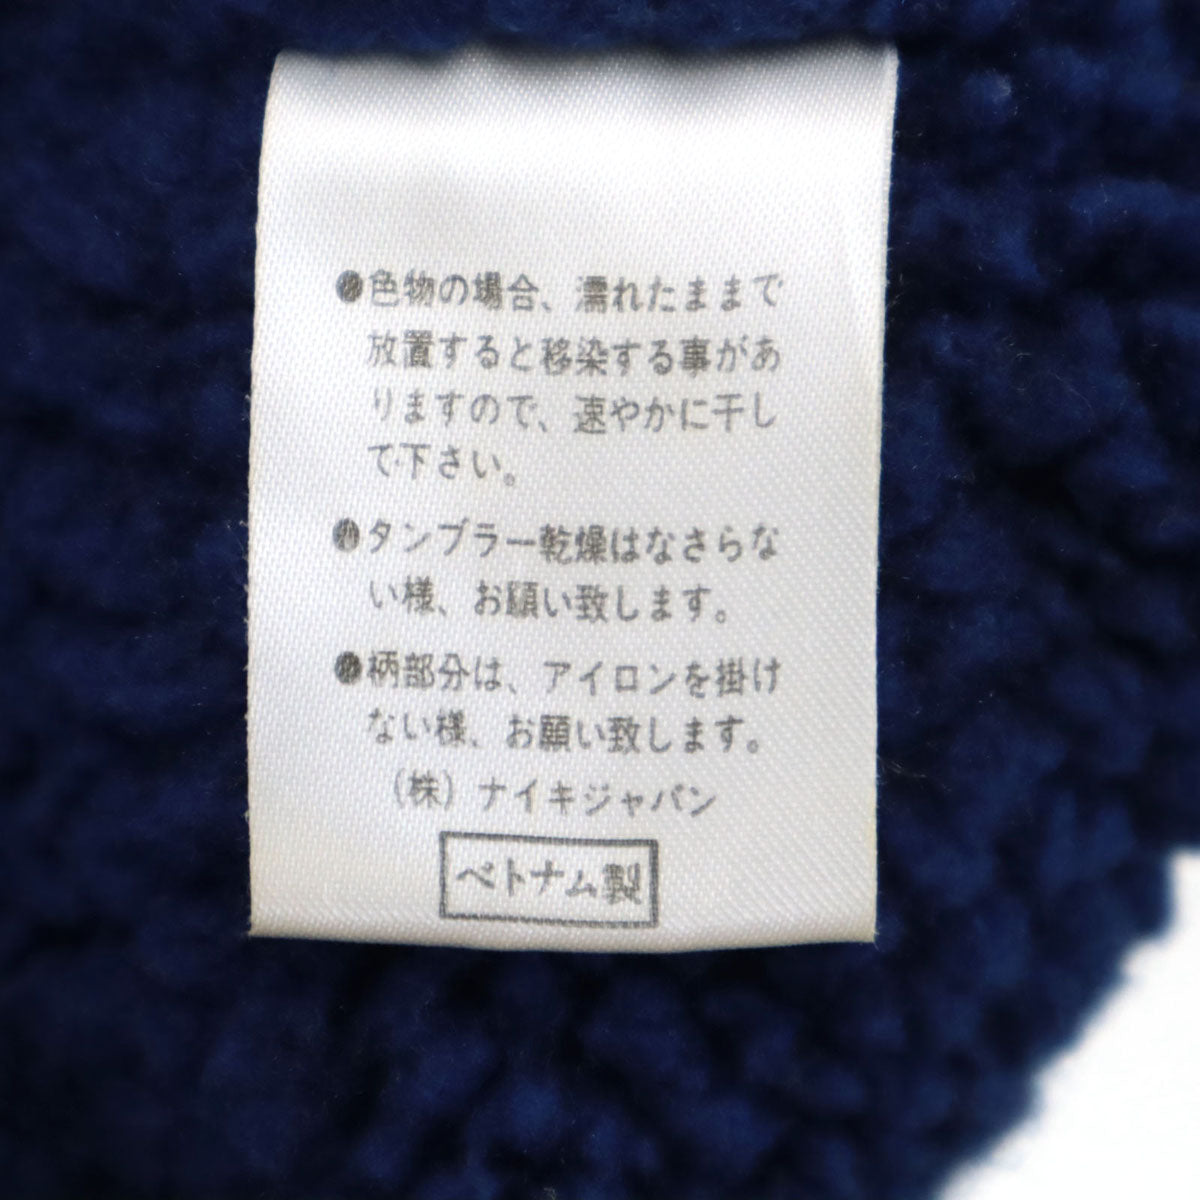 ●色物の場合、濡れたままで
放置すると移染する事があ
りますので、速やかに干し
て下さい。
●タンブラー乾燥はなさらな
い様、お願い致します。
●柄部分は、アイロンを掛け
ない様、お願い致します。
(株)ナイキジャパン
ベトナム製